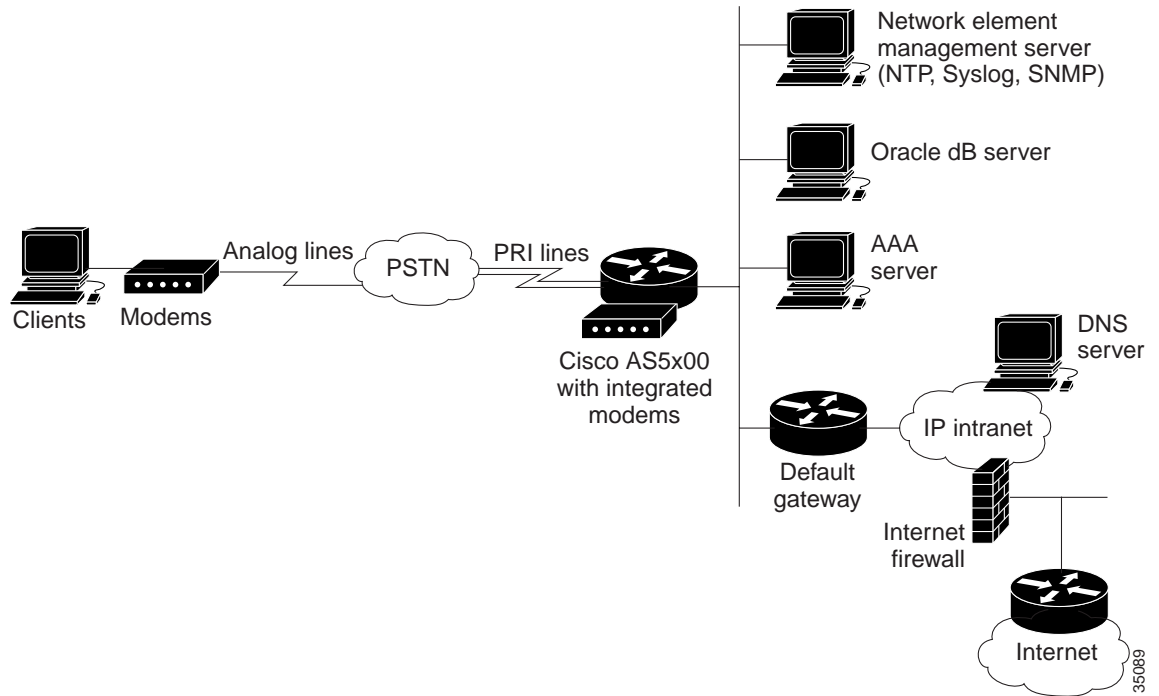 Network element
management server
(NTP, Syslog, SNMP)
Oracle dB server
AAA
server
Analog lines
PSTN
PRI lines
Clients
Modems
Cisco AS5x00
with integrated
modems
DNS
server
IP intranet
Default
gateway
Internet
firewall
Internet
35089